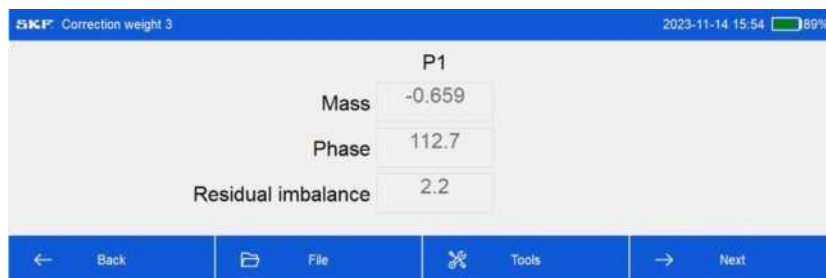 SKF. Correction weight 3 2023-11-14 15:54 89%
P1
Mass -0.659
Phase 112.7
Residual imbalance 2.2
Back File Tools Next